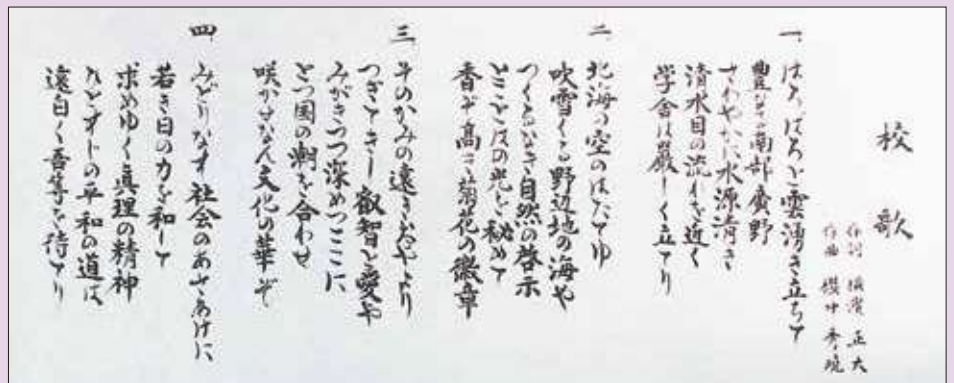 校歌
作詞 横濱 正大
作曲 櫻井 秀晩
一、
はろばろと雲湧き立ちて
豊かなる南部廣野
さわやかに水源清き
清水目の流れを近く
学舎は嚴しく立てり
二、
北海の空のはたてゆ
吹雪くる野辺地の海や
つくるなき自然の啓示
とことはの光を秘めて
香ぞ高き菊花の徽章
三、
そのかみの遠きおやより
つぎてきし叡智を愛や
みがきつつ深めつここに
とつ国の潮を合わせ
咲かせなん文化の華ぞ
四、
みどりなす社会のあさあけに
若き日の力を和して
求めゆく真理の精神
ひとすじの平和の道は
遠白く吾等を待てり